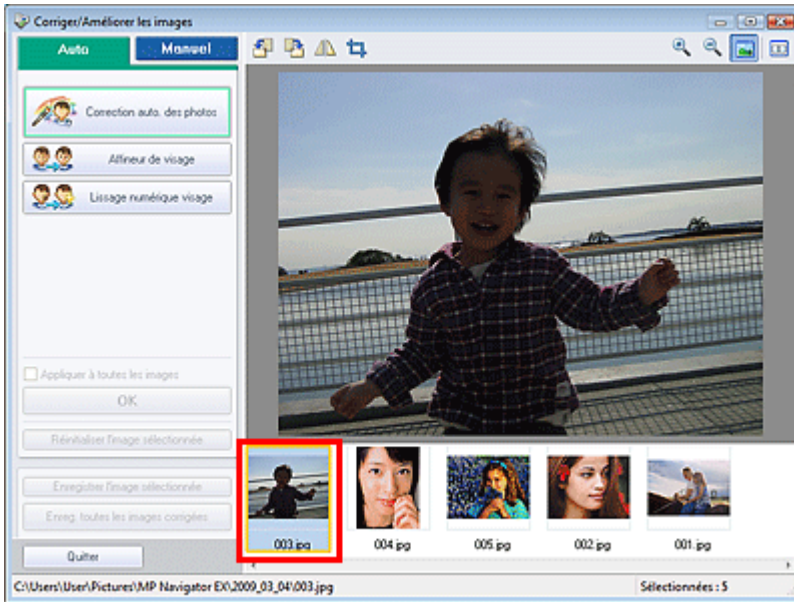 Corriger/Améliorer les images
Auto
Manuel
Correction auto. des photos
Affineur de visage
Lissage numérique visage
Appliquer à toutes les images
OK
Réinitialiser l'image sélectionnée
Enregistrer l'image sélectionnée
Enreg. toutes les images corrigées
Quitter
003.jpg
004.jpg
005.jpg
002.jpg
001.jpg
C:\Users\User\Pictures\MP Navigator EX\2009_03_04\003.jpg
Sélectionnées : 5